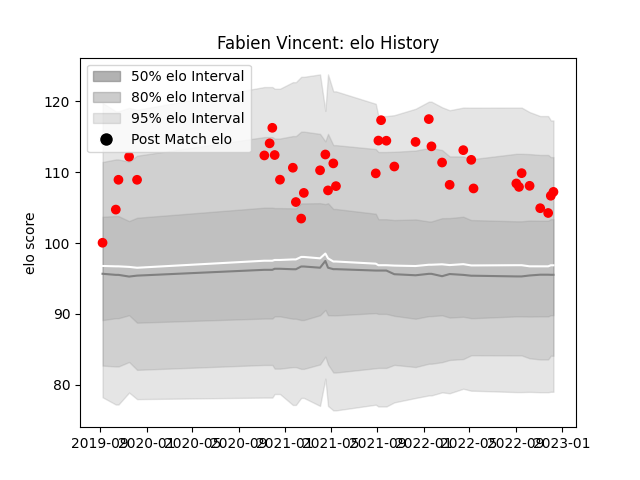 Fabien Vincent: elo History
50% elo Interval
80% elo Interval
95% elo Interval
Post Match elo
elo score
120
110
100
90
80
2019-09 2020-01 2020-05 2020-09 2021-01 2021-05 2021-09 2022-01 2022-05 2022-09 2023-01